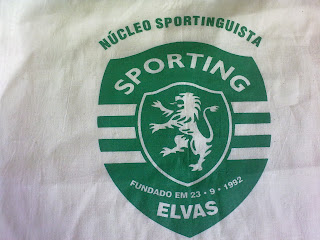 NÚCLEO SPORTINGUISTA
SPORTING
FUNDADO EM 23 • 9 • 1992
ELVAS